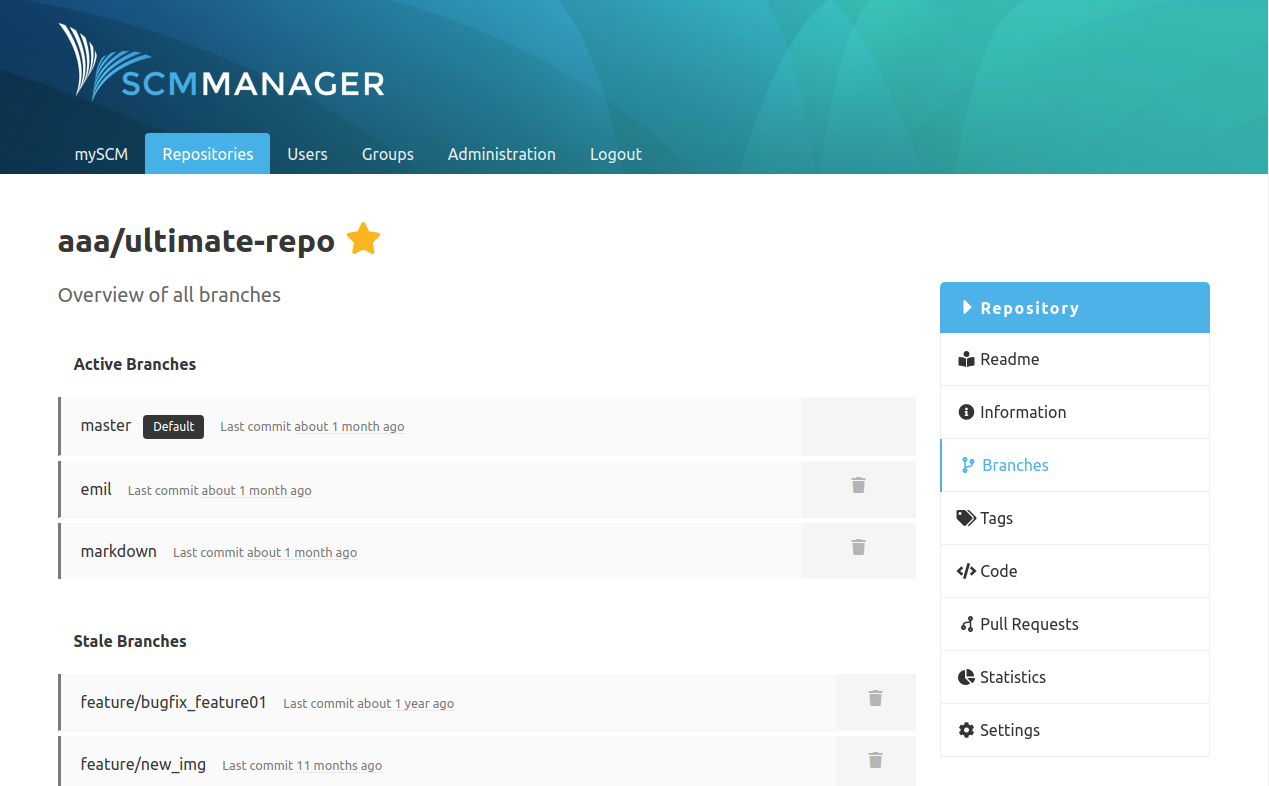 SCMMANAGER
mySCM Repositories Users Groups Administration Logout
aaa/ultimate-repo
Overview of all branches
Active Branches
master Default Last commit about 1 month ago
emil Last commit about 1 month ago
markdown Last commit about 1 month ago
Stale Branches
feature/bugfix_feature01 Last commit about 1 year ago
feature/new_img Last commit 11 months ago
Repository
Readme
Information
Branches
Tags
Code
Pull Requests
Statistics
Settings